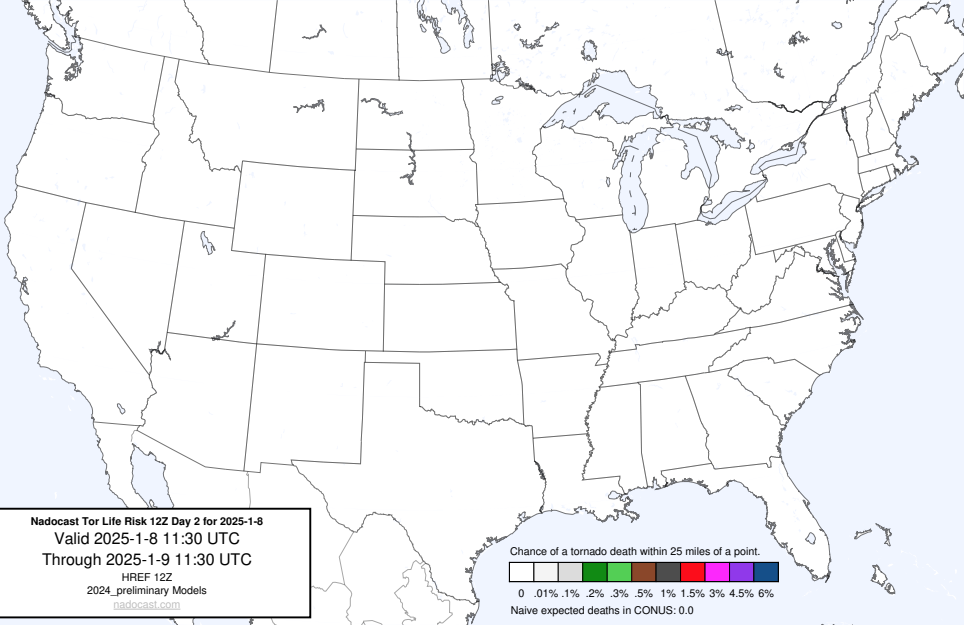 Nadocast Tor Life Risk 12Z Day 2 for 2025-1-8
Valid 2025-1-8 11:30 UTC
Through 2025-1-9 11:30 UTC
HREF 12Z
2024_preliminary Models
nadocast.com
Chance of a tornado death within 25 miles of a point.
0 .01% .1% .2% .3% .5% 1% 1.5% 3% 4.5% 6%
Naive expected deaths in CONUS: 0.0